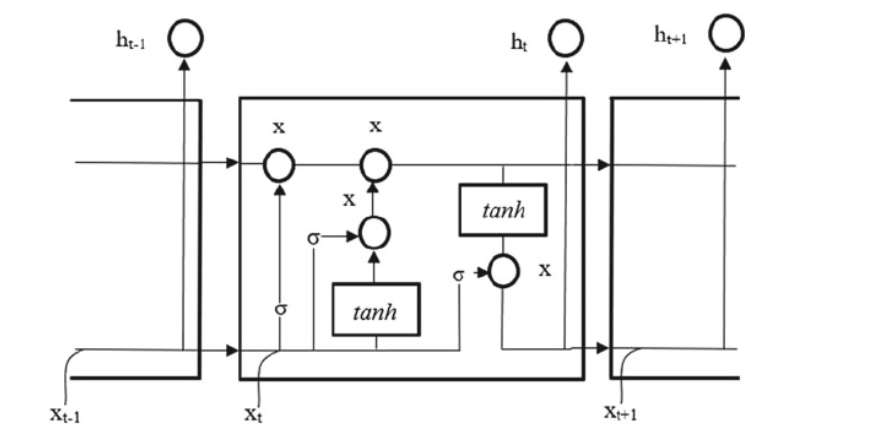 ht-1
ht
ht+1
x
x
x
tanh
σ
σ
x
σ
tanh
xt-1
xt
xt+1